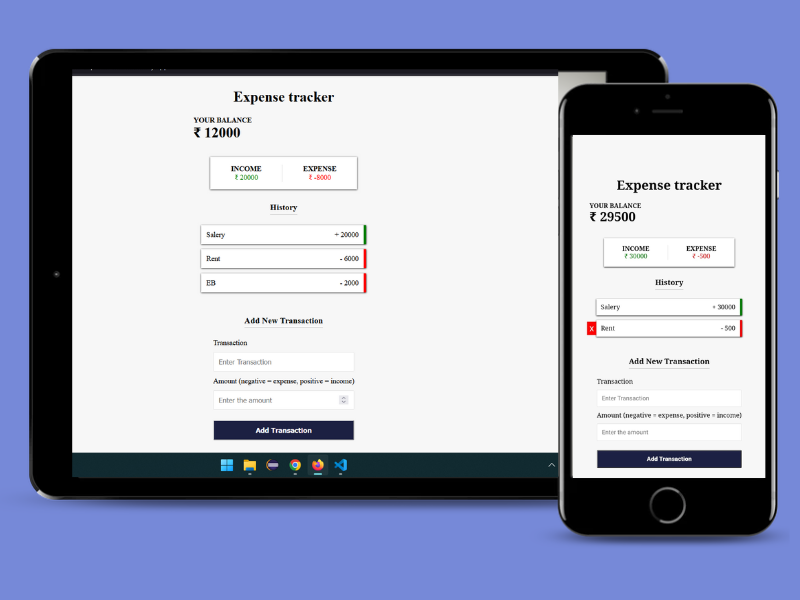 Expense tracker
YOUR BALANCE
₹ 12000
INCOME EXPENSE
₹ 20000 ₹ -8000
History
Salery + 20000
Rent - 6000
EB - 2000
Add New Transaction
Transaction
Enter Transaction
Amount (negative = expense, positive = income)
Enter the amount
Add Transaction
Expense tracker
YOUR BALANCE
₹ 29500
INCOME EXPENSE
₹ 30000 ₹ -500
History
Salery + 30000
X Rent - 500
Add New Transaction
Transaction
Enter Transaction
Amount (negative = expense, positive = income)
Enter the amount
Add Transaction